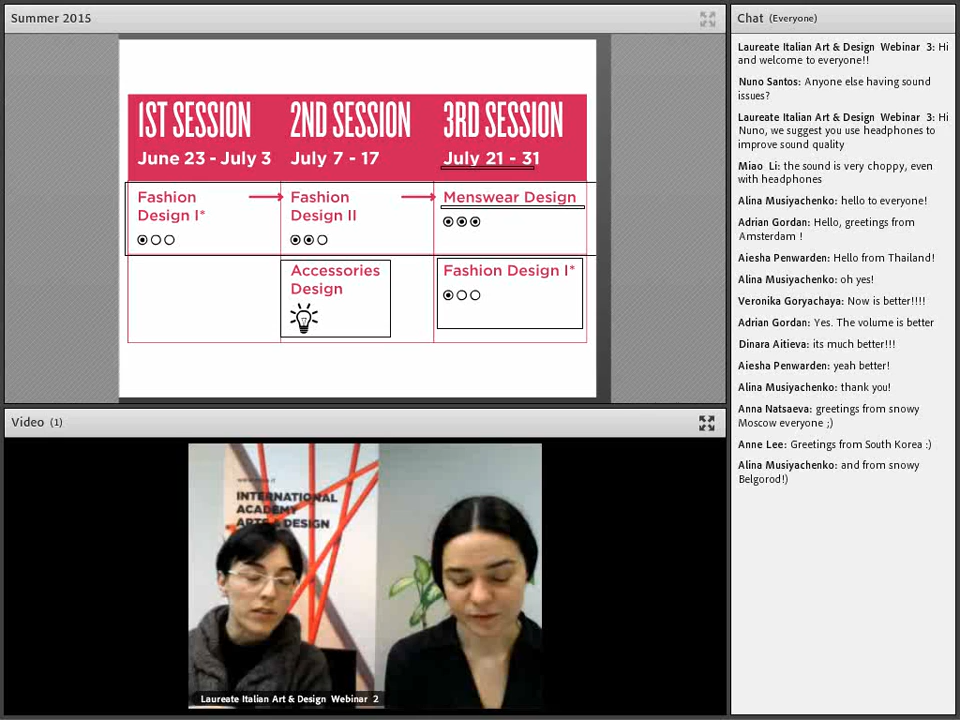 Summer 2015
1ST SESSION 2ND SESSION 3RD SESSION
June 23 - July 3 July 7 - 17 July 21 - 31
Fashion Design I* Fashion Design II Menswear Design
Accessories Design Fashion Design I*
Video (1)
INTERNATIONAL
ACADEMY
ARTS & DESIGN
Laureate Italian Art & Design Webinar 2
Chat (Everyone)
Laureate Italian Art & Design Webinar 3: Hi
and welcome to everyone!!
Nuno Santos: Anyone else having sound
issues?
Laureate Italian Art & Design Webinar 3: Hi
Nuno, we suggest you use headphones to
improve sound quality
Miao Li: the sound is very choppy, even
with headphones
Alina Musiyachenko: hello to everyone!
Adrian Gordan: Hello, greetings from
Amsterdam !
Aiesha Penwarden: Hello from Thailand!
Alina Musiyachenko: oh yes!
Veronika Goryachaya: Now is better!!!!
Adrian Gordan: Yes. The volume is better
Dinara Aitieva: its much better!!!
Aiesha Penwarden: yeah better!
Alina Musiyachenko: thank you!
Anna Natsaeva: greetings from snowy
Moscow everyone ;)
Anne Lee: Greetings from South Korea :)
Alina Musiyachenko: and from snowy
Belgorod!)